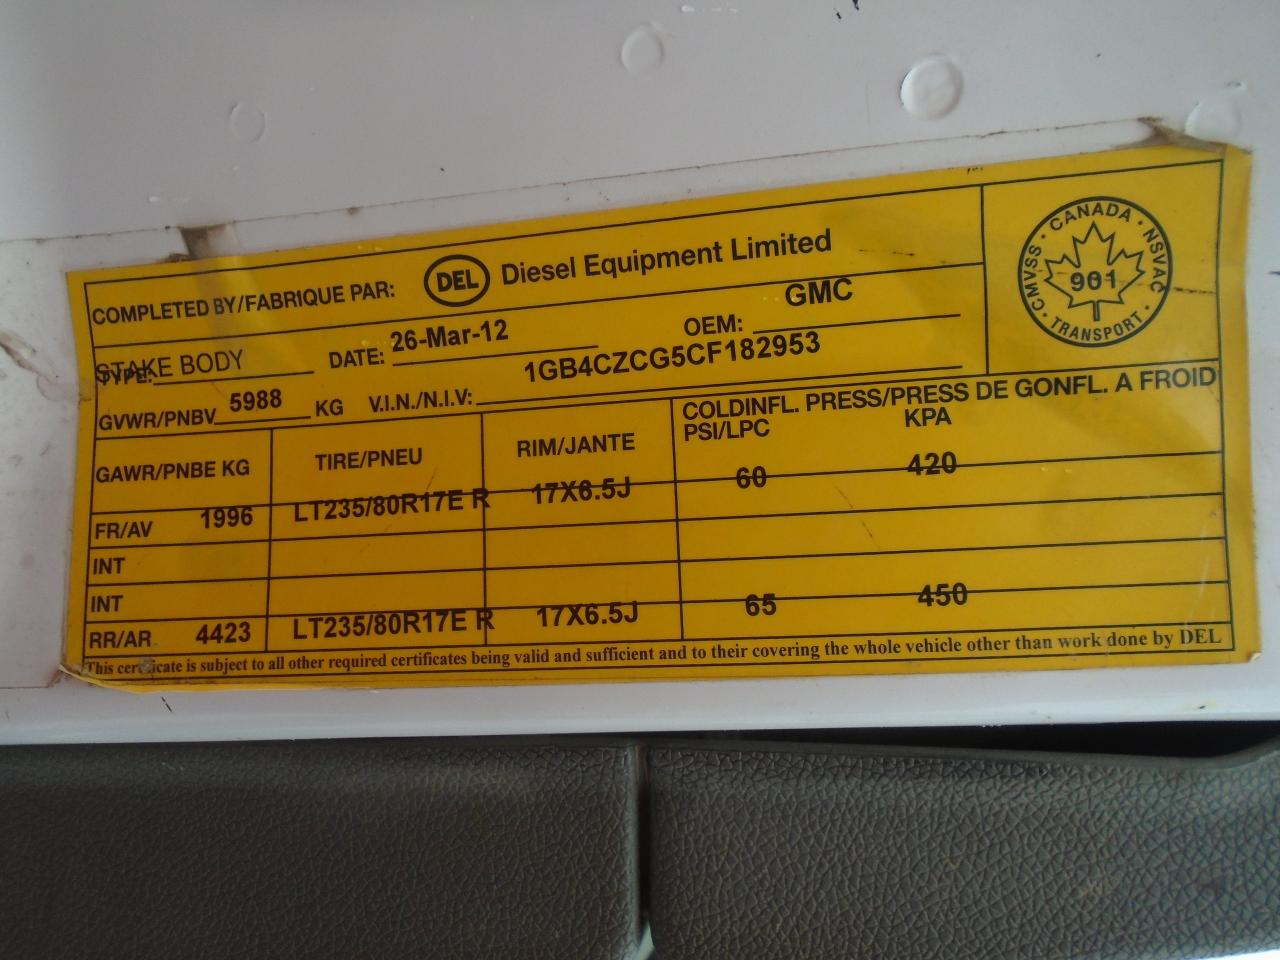 COMPLETED BY/FABRIQUE PAR: DEL Diesel Equipment Limited
CMVSS · CANADA · NSVAC · TRANSPORT ·
901
STAKE BODY DATE: 26-Mar-12 OEM: GMC
TYPE:
GVWR/PNBV 5988 KG V.I.N./N.I.V.: 1GB4CZCG5CF182953
GAWR/PNBE KG TIRE/PNEU RIM/JANTE COLDINFL. PRESS/PRESS DE GONFL. A FROID
PSI/LPC KPA
FR/AV 1996 LT235/80R17E R 17X6.5J 60 420
INT
INT
RR/AR 4423 LT235/80R17E R 17X6.5J 65 450
This certificate is subject to all other required certificates being valid and sufficient and to their covering the whole vehicle other than work done by DEL